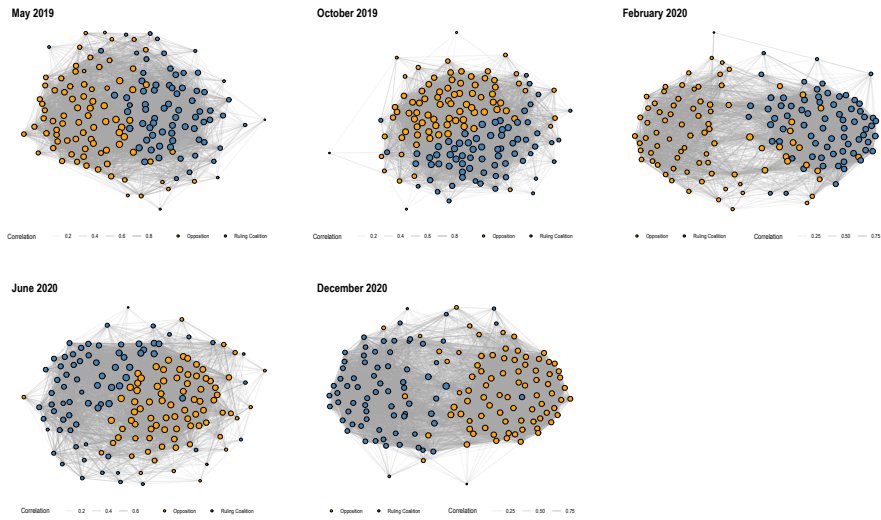 May 2019
October 2019
February 2020
Correlation 0.2 0.4 0.6 0.8 Opposition Ruling Coalition
Correlation 0.2 0.4 0.6 0.8 Opposition Ruling Coalition
Opposition Ruling Coalition Correlation 0.25 0.50 0.75
June 2020
December 2020
Correlation 0.2 0.4 0.6 Opposition Ruling Coalition
Opposition Ruling Coalition Correlation 0.25 0.50 0.75